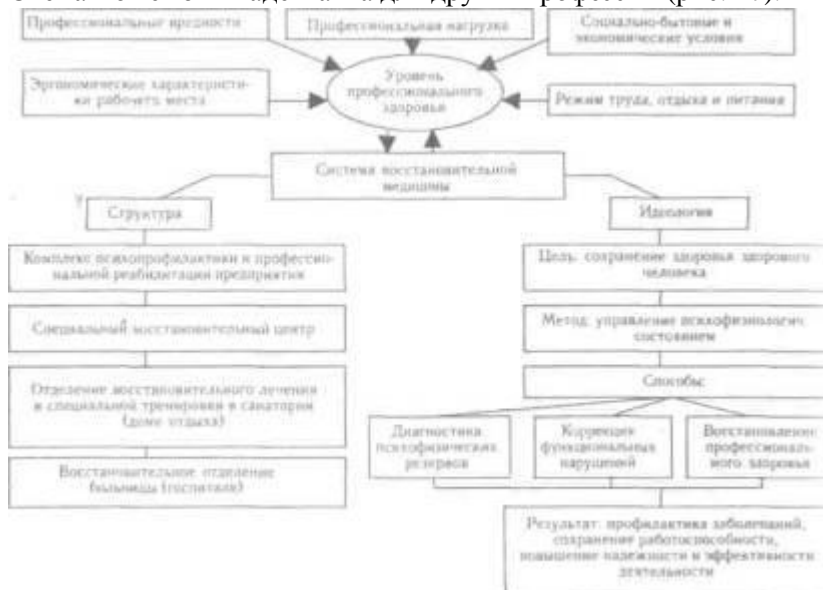 Профессиональные вредности
Профессиональная нагрузка
Социально-бытовые и
экономические условия
Уровень
профессионального
здоровья
Эргономические характеристи-
ки рабочего места
Режим труда, отдыха и питания
Система восстановительной
медицины
Структура
Идеология
Комплекс психопрофилактики и профессио-
нальной реабилитации предприятия
Цель: сохранение здоровья здорового
человека
Специальный восстановительный центр
Метод: управление психофизиологич.
состоянием
Отделение восстановительного лечения
и специальной тренировки в санатории
(доме отдыха)
Способы:
Диагностика
психофизических
резервов
Коррекция
функциональных
нарушений
Восстановление
профессиональ-
ного здоровья
Восстановительное отделение
больницы (госпиталя)
Результат: профилактика заболеваний,
сохранение работоспособности,
повышение надежности и эффективности
деятельности